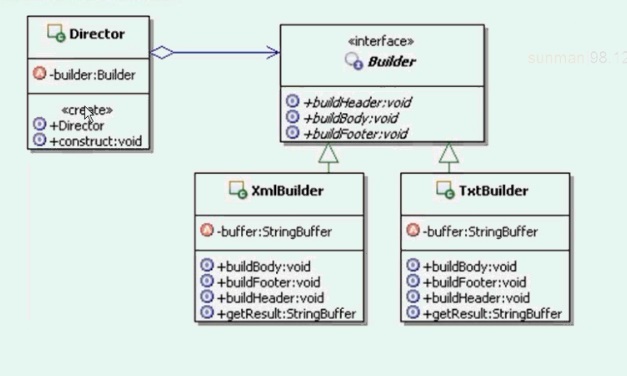 Director
-builder:Builder
«create»
+Director
+construct:void
«interface»
Builder
+buildHeader:void
+buildBody:void
+buildFooter:void
sunman.98.12
XmlBuilder
-buffer:StringBuffer
+buildBody:void
+buildFooter:void
+buildHeader:void
+getResult:StringBuffer
TxtBuilder
-buffer:StringBuffer
+buildBody:void
+buildFooter:void
+buildHeader:void
+getResult:StringBuffer